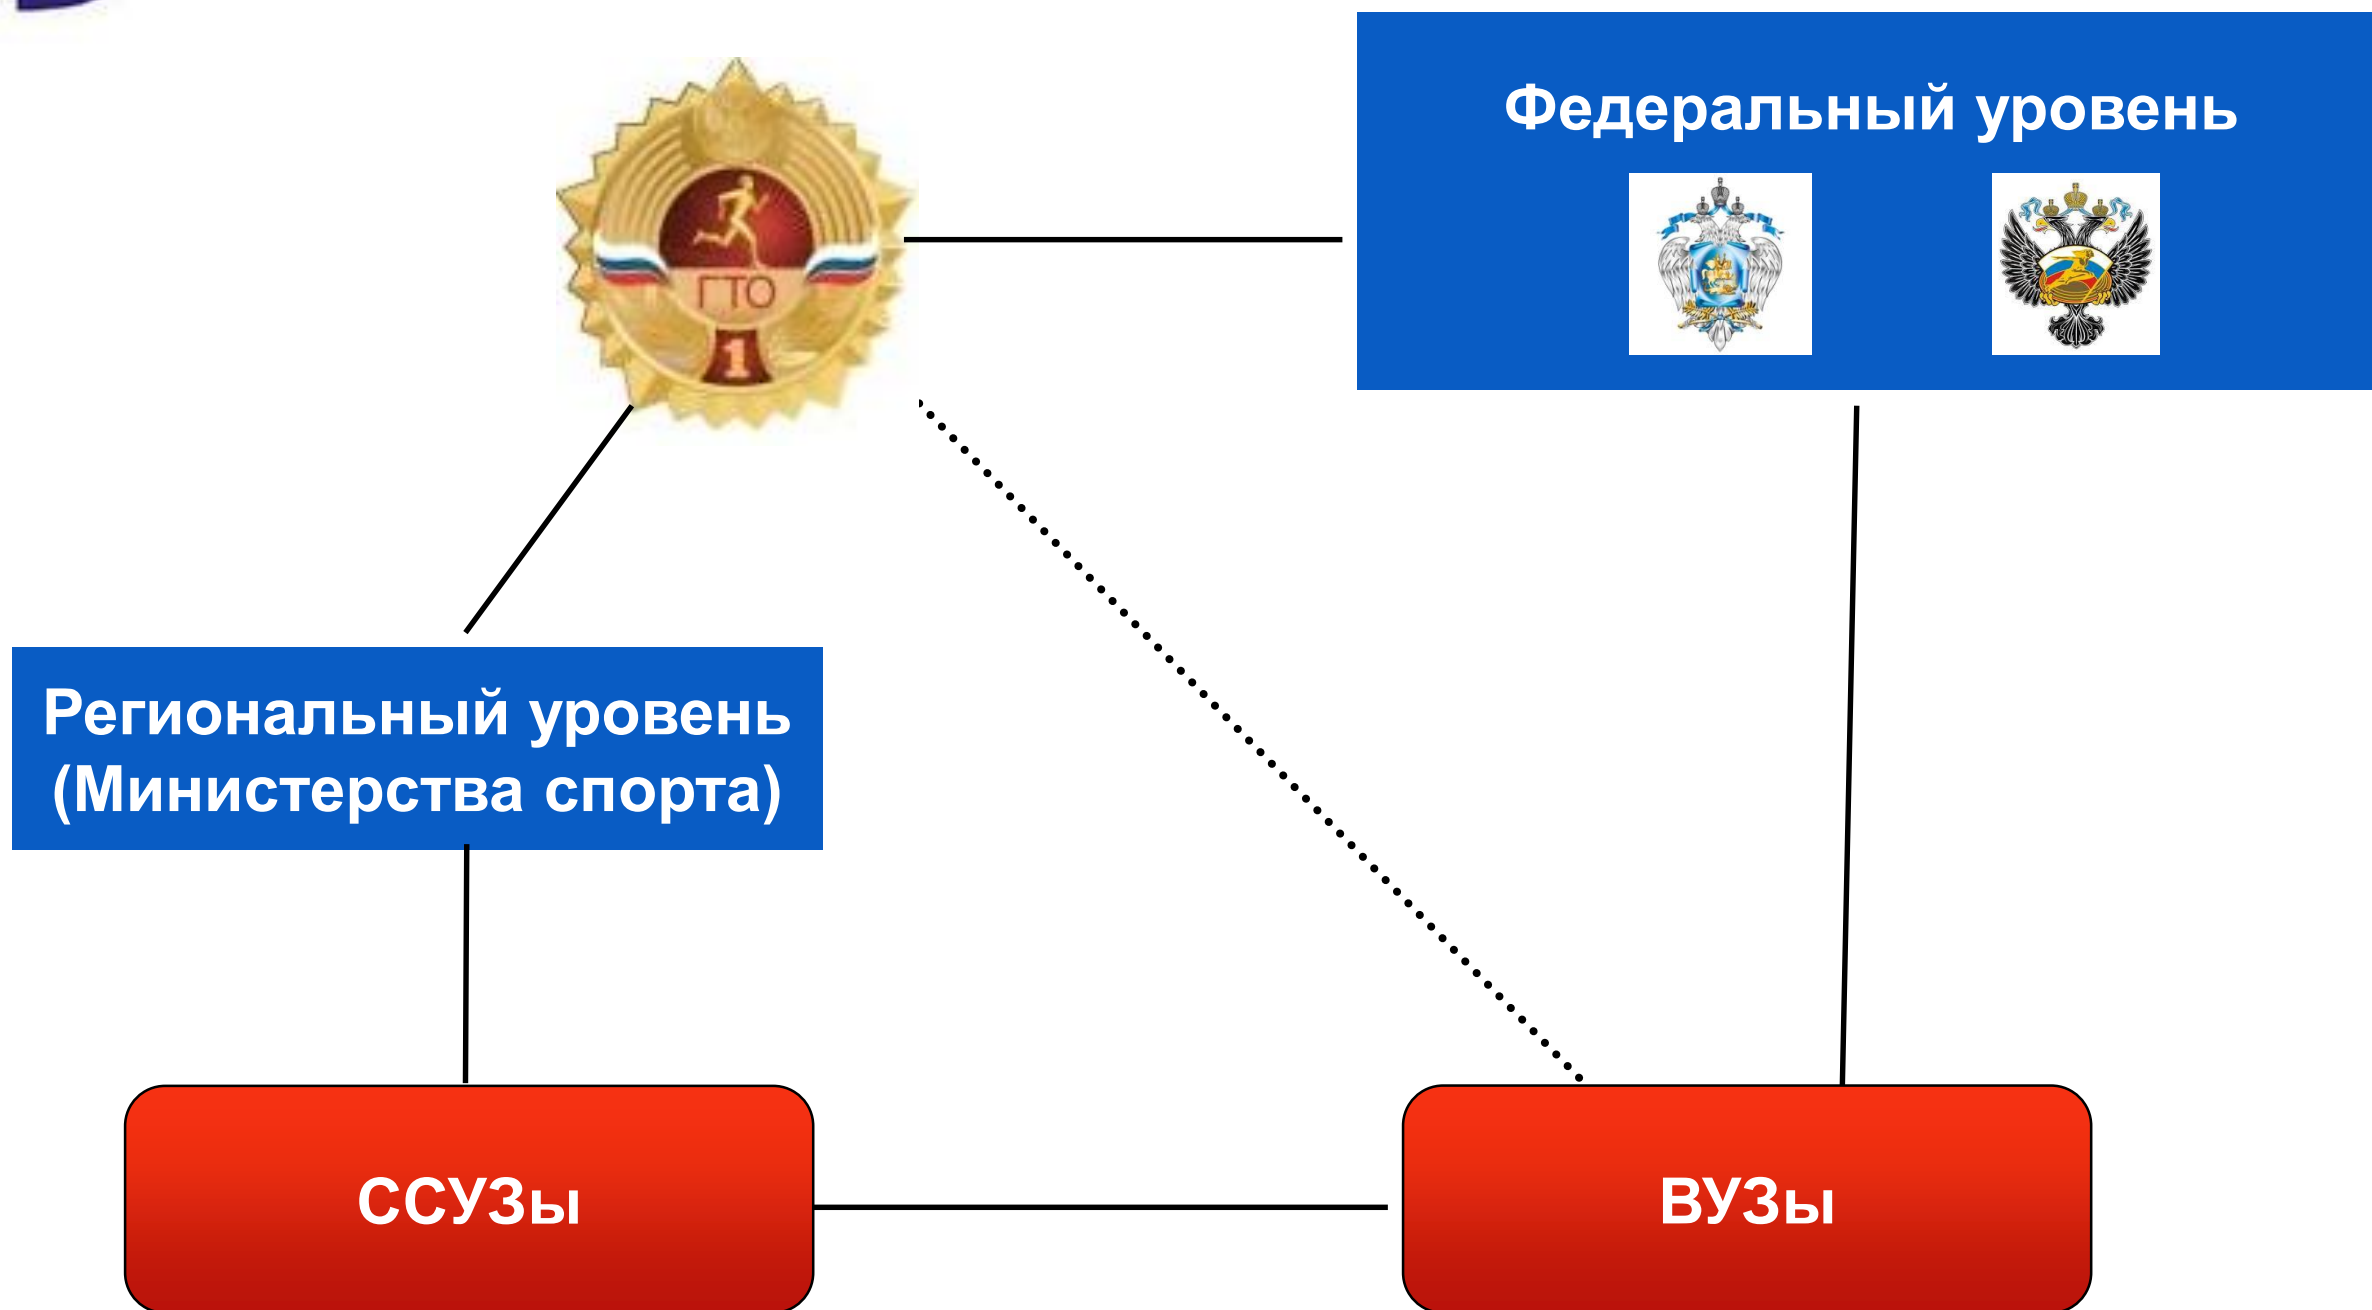 Федеральный уровень
ГТО
1
Региональный уровень
(Министерства спорта)
ССУЗы
ВУЗы